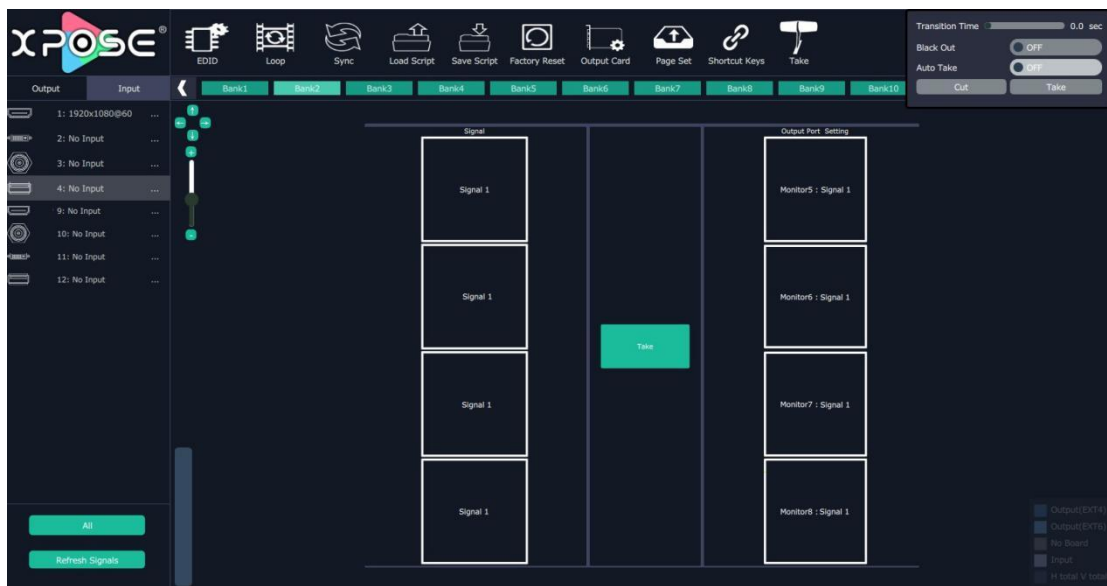 XPOSE®
EDID
Loop
Sync
Load Script
Save Script
Factory Reset
Output Card
Page Set
Shortcut Keys
Take
Transition Time 0.0 sec
Black Out OFF
Auto Take OFF
Cut Take
Output Input
Bank1 Bank2 Bank3 Bank4 Bank5 Bank6 Bank7 Bank8 Bank9 Bank10
1: 1920x1080@60 ...
2: No Input ...
3: No Input ...
4: No Input ...
9: No Input ...
10: No Input ...
11: No Input ...
12: No Input ...
All
Refresh Signals
Signal
Signal 1
Signal 1
Signal 1
Signal 1
Take
Output Port Setting
Monitor5 : Signal 1
Monitor6 : Signal 1
Monitor7 : Signal 1
Monitor8 : Signal 1
Output(EXT4)
Output(EXT6)
No Board
Input
H total V total